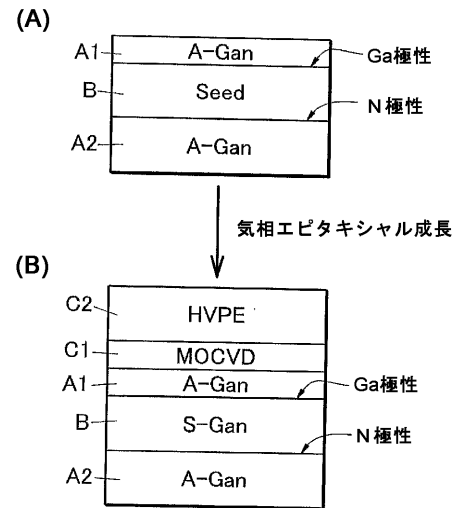 (A)
A1
A-Gan
Ga極性
B
Seed
N極性
A2
A-Gan
気相エピタキシャル成長
(B)
C2
HVPE
C1
MOCVD
A1
A-Gan
Ga極性
B
S-Gan
N極性
A2
A-Gan